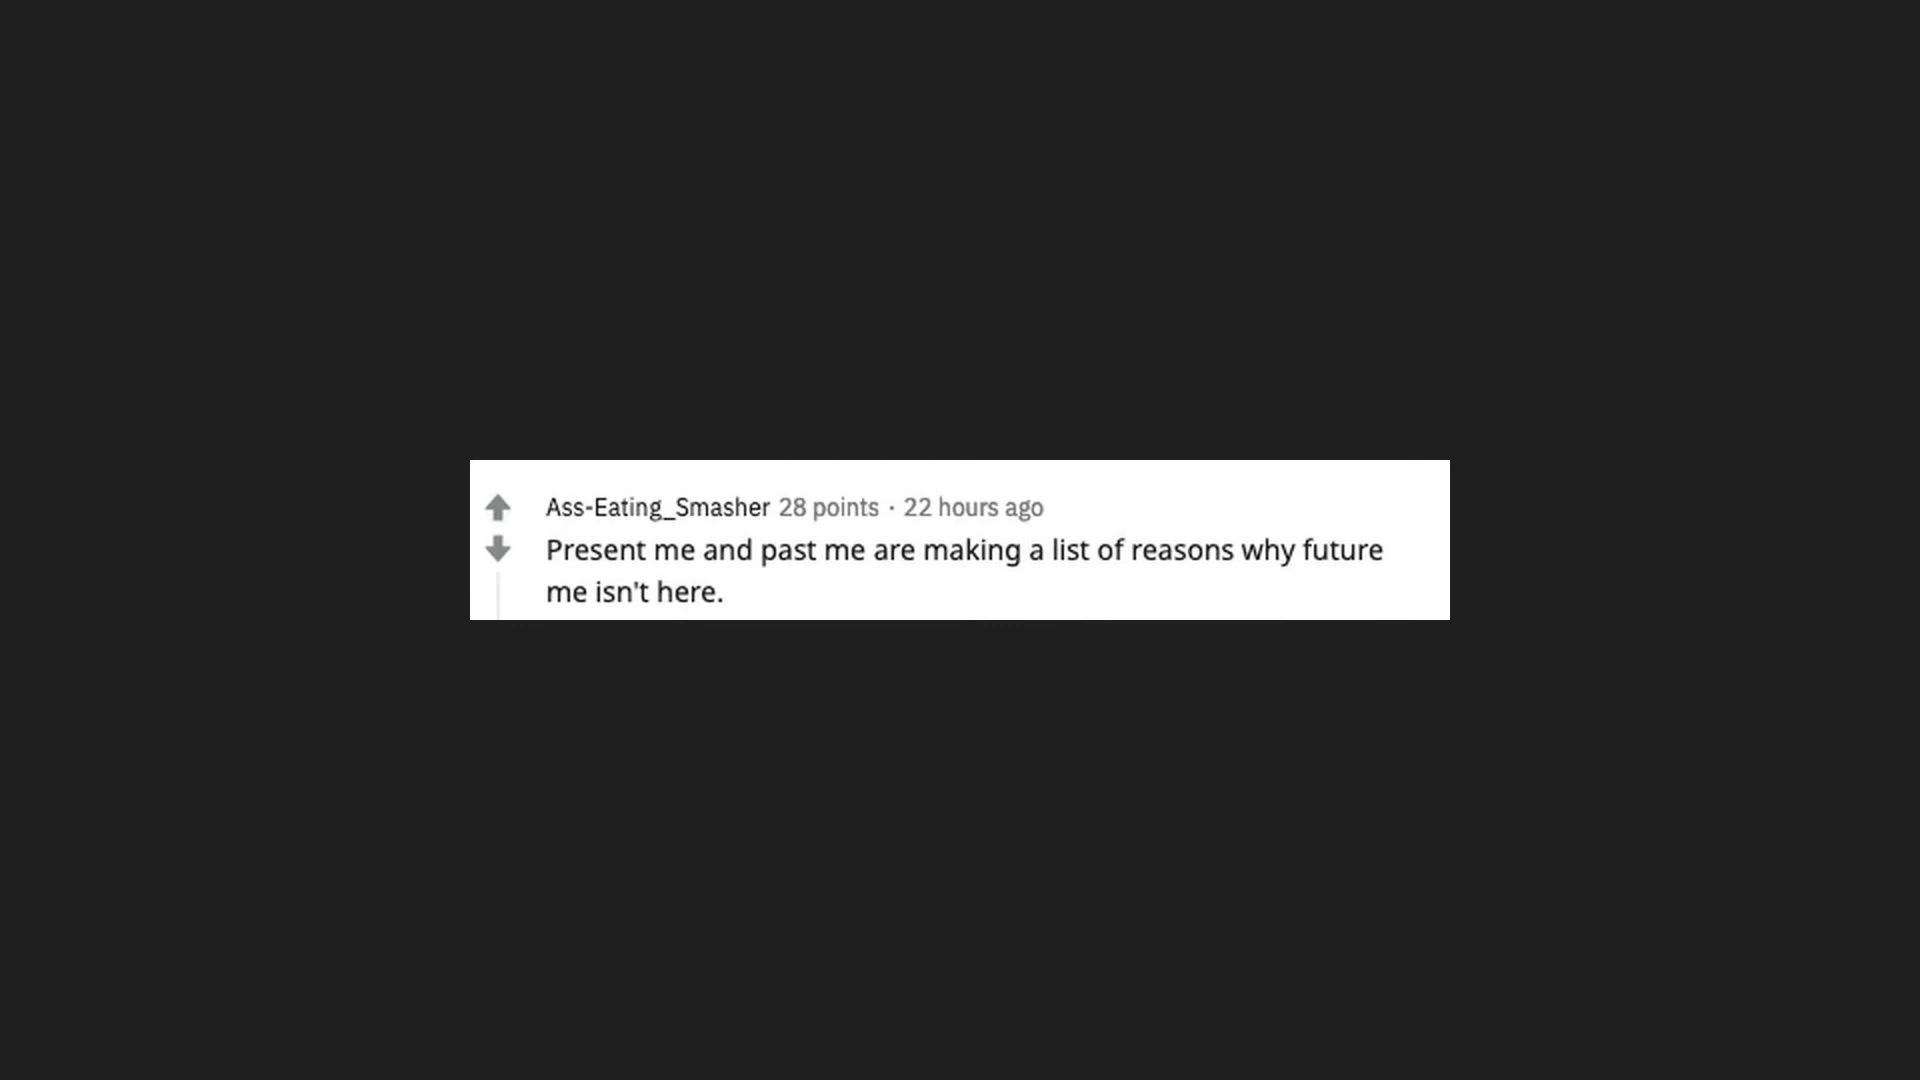 Ass-Eating_Smasher 28 points · 22 hours ago
Present me and past me are making a list of reasons why future
me isn't here.